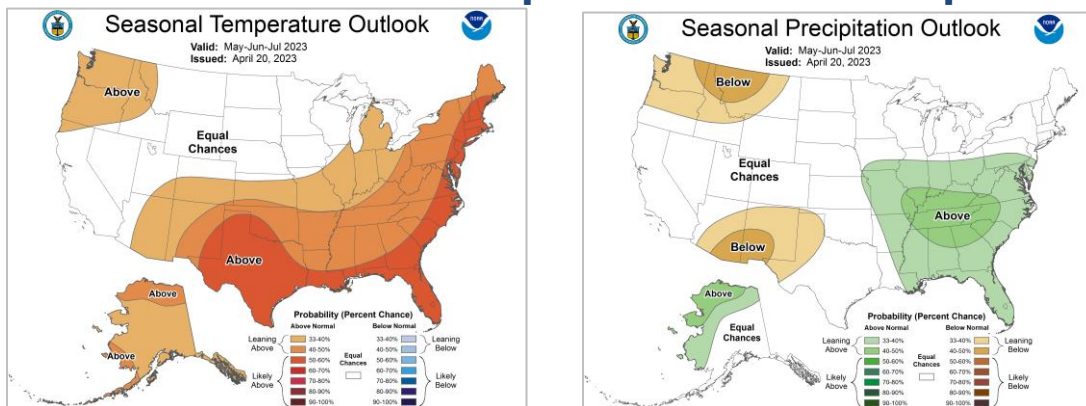 Seasonal Temperature Outlook
Valid: May-Jun-Jul 2023
Issued: April 20, 2023
noaa
Above
Equal
Chances
Above
Above
Above
Probability (Percent Chance)
Above Normal
Below Normal
Leaning
Above
33-40%
40-50%
50-60%
60-70%
70-80%
80-90%
90-100%
Likely
Above
Equal
Chances
33-40%
40-50%
50-60%
60-70%
70-80%
80-90%
90-100%
Leaning
Below
Likely
Below
Seasonal Precipitation Outlook
Valid: May-Jun-Jul 2023
Issued: April 20, 2023
noaa
Below
Equal
Chances
Above
Below
Above
Equal
Chances
Probability (Percent Chance)
Above Normal
Below Normal
Leaning
Above
33-40%
40-50%
50-60%
60-70%
70-80%
80-90%
90-100%
Likely
Above
Equal
Chances
33-40%
40-50%
50-60%
60-70%
70-80%
80-90%
90-100%
Leaning
Below
Likely
Below